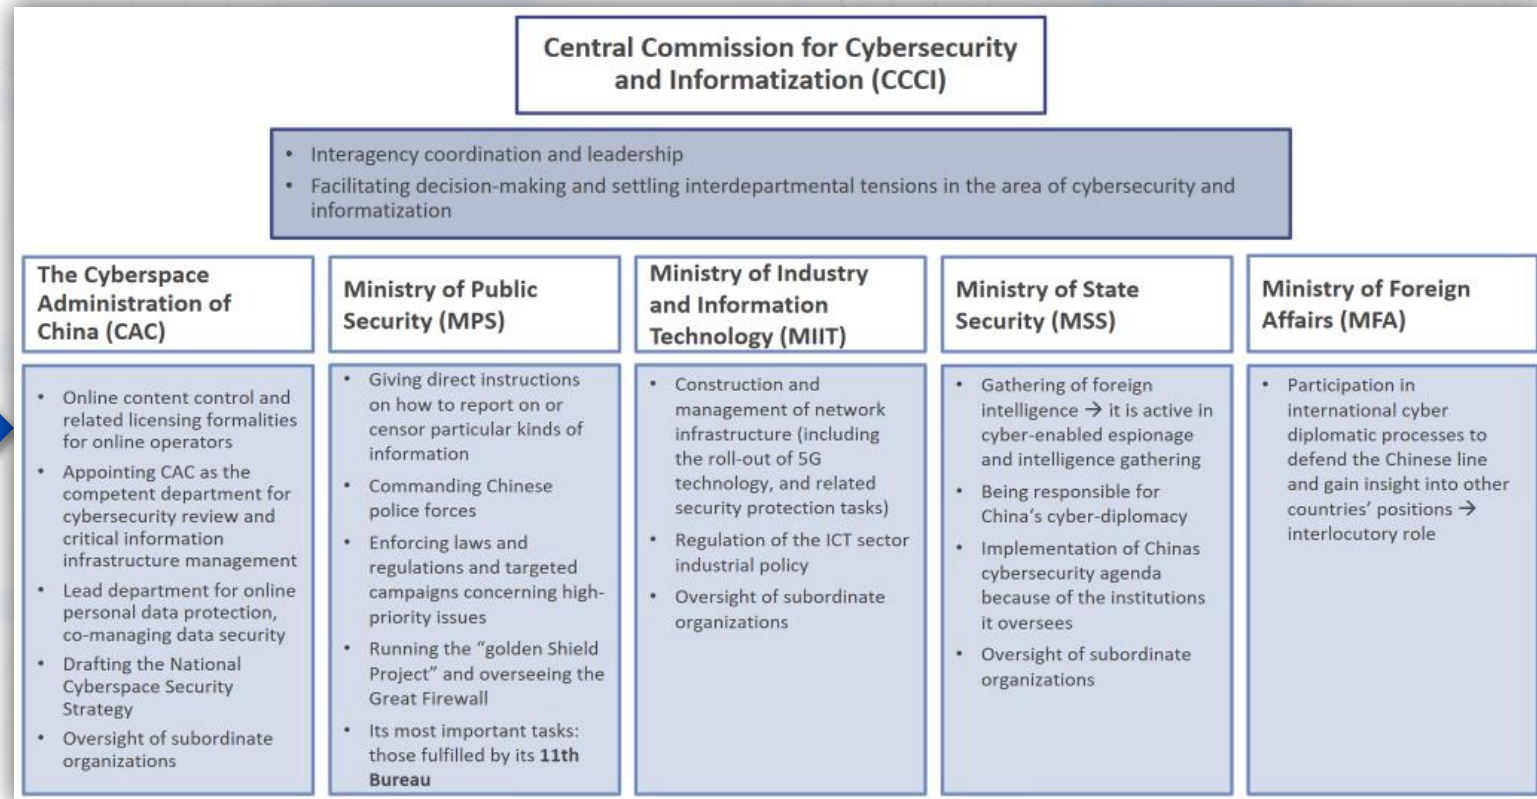 Central Commission for Cybersecurity
and Informatization (CCCI)
• Interagency coordination and leadership
• Facilitating decision-making and settling interdepartmental tensions in the area of cybersecurity and
informatization
The Cyberspace
Administration of
China (CAC)
• Online content control and
related licensing formalities
for online operators
• Appointing CAC as the
competent department for
cybersecurity review and
critical information
infrastructure management
• Lead department for online
personal data protection,
co-managing data security
• Drafting the National
Cyberspace Security
Strategy
• Oversight of subordinate
organizations
Ministry of Public
Security (MPS)
• Giving direct instructions
on how to report on or
censor particular kinds of
information
• Commanding Chinese
police forces
• Enforcing laws and
regulations and targeted
campaigns concerning high-
priority issues
• Running the “golden Shield
Project” and overseeing the
Great Firewall
• Its most important tasks:
those fulfilled by its 11th
Bureau
Ministry of Industry
and Information
Technology (MIIT)
• Construction and
management of network
infrastructure (including
the roll-out of 5G
technology, and related
security protection tasks)
• Regulation of the ICT sector
industrial policy
• Oversight of subordinate
organizations
Ministry of State
Security (MSS)
• Gathering of foreign
intelligence → it is active in
cyber-enabled espionage
and intelligence gathering
• Being responsible for
China‘s cyber-diplomacy
• Implementation of Chinas
cybersecurity agenda
because of the institutions
it oversees
• Oversight of subordinate
organizations
Ministry of Foreign
Affairs (MFA)
• Participation in
international cyber
diplomatic processes to
defend the Chinese line
and gain insight into other
countries’ positions →
interlocutory role